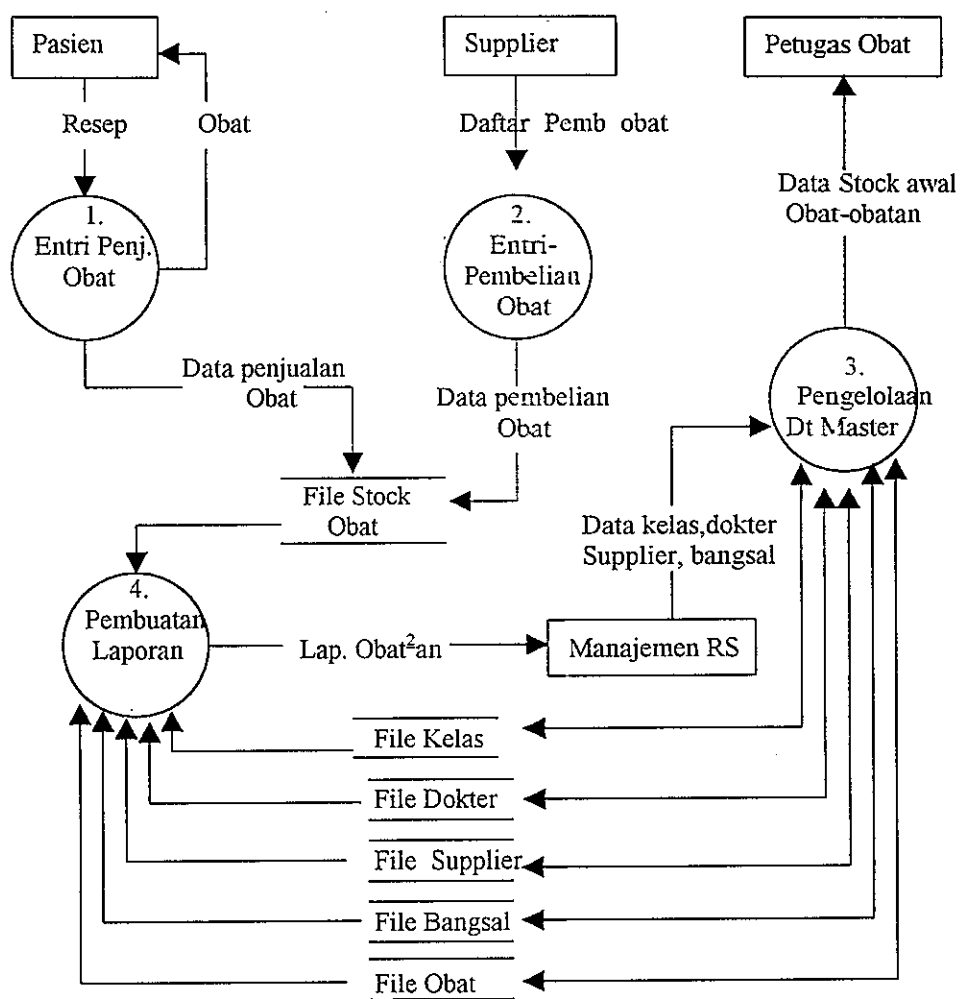 Pasien
Supplier
Petugas Obat
Resep
Obat
Daftar Pemb obat
Data Stock awal
Obat-obatan
1.
Entri Penj.
Obat
2.
Entri-
Pembelian
Obat
3.
Pengelolaan
Dt Master
Data penjualan
Obat
Data pembelian
Obat
File Stock
Obat
Data kelas,dokter
Supplier, bangsal
4.
Pembuatan
Laporan
Lap. Obat²an
Manajemen RS
File Kelas
File Dokter
File Supplier
File Bangsal
File Obat